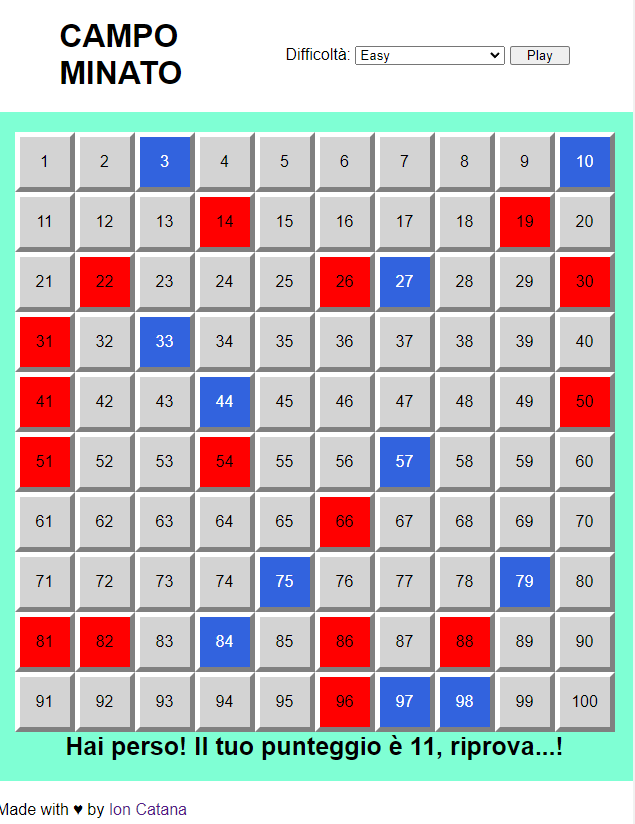 CAMPO
MINATO
Difficoltà: Easy Play
1 2 3 4 5 6 7 8 9 10
11 12 13 14 15 16 17 18 19 20
21 22 23 24 25 26 27 28 29 30
31 32 33 34 35 36 37 38 39 40
41 42 43 44 45 46 47 48 49 50
51 52 53 54 55 56 57 58 59 60
61 62 63 64 65 66 67 68 69 70
71 72 73 74 75 76 77 78 79 80
81 82 83 84 85 86 87 88 89 90
91 92 93 94 95 96 97 98 99 100
Hai perso! Il tuo punteggio è 11, riprova...!
Made with ♥ by Ion Catana